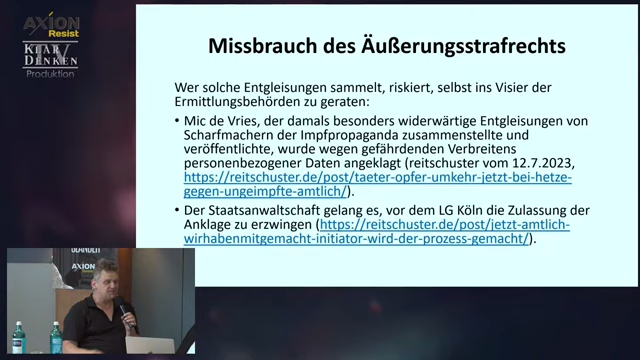 AXION
Resist
KLAR TV
DENKEN
Produktion
Missbrauch des Äußerungsstrafrechts
Wer solche Entgleisungen sammelt, riskiert, selbst ins Visier der
Ermittlungsbehörden zu geraten:
• Mic de Vries, der damals besonders widerwärtige Entgleisungen von
Scharfmachern der Impfpropaganda zusammenstellte und
veröffentlichte, wurde wegen gefährdenden Verbreitens
personenbezogener Daten angeklagt (reitschuster vom 12.7.2023,
https://reitschuster.de/post/taeter-opfer-umkehr-jetzt-bei-hetze-
gegen-ungeimpfte-amtlich/).
• Der Staatsanwaltschaft gelang es, vor dem LG Köln die Zulassung der
Anklage zu erzwingen (https://reitschuster.de/post/jetzt-amtlich-
wirhabenmitgemacht-initiator-wird-der-prozess-gemacht/).
AXION
Resist